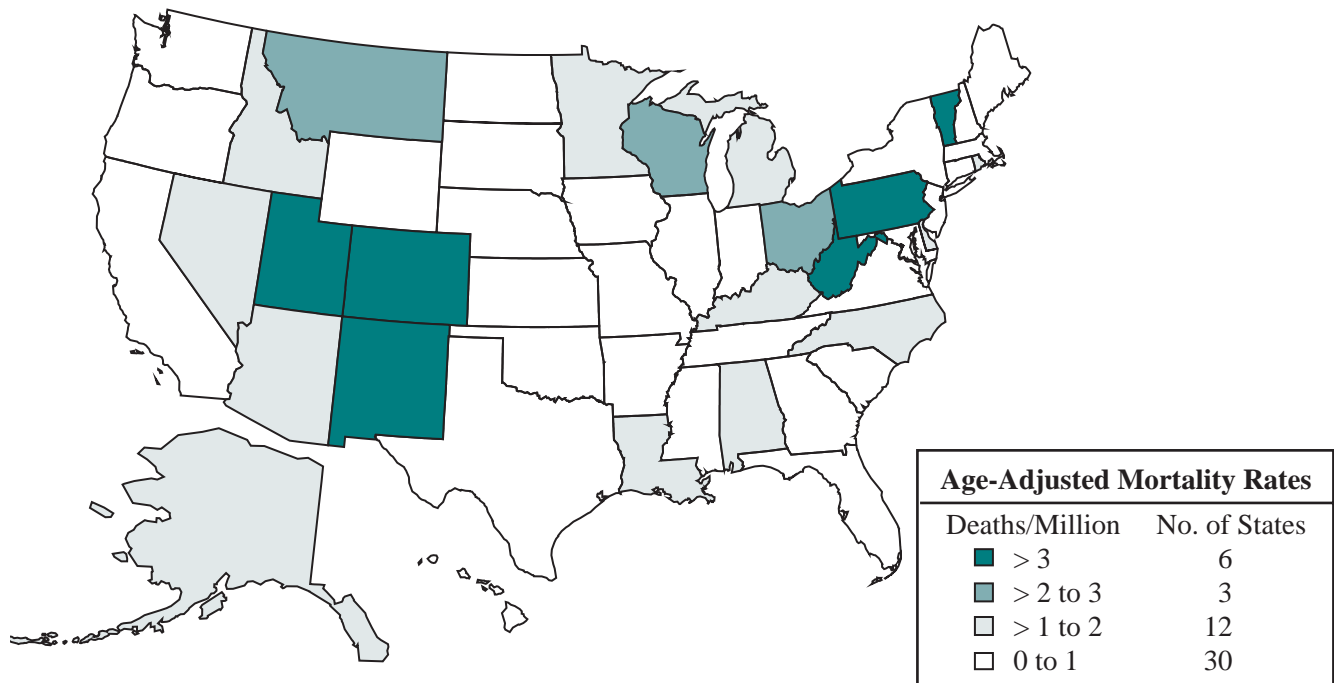 Age-Adjusted Mortality Rates
Deaths/Million No. of States
> 3 6
> 2 to 3 3
> 1 to 2 12
0 to 1 30